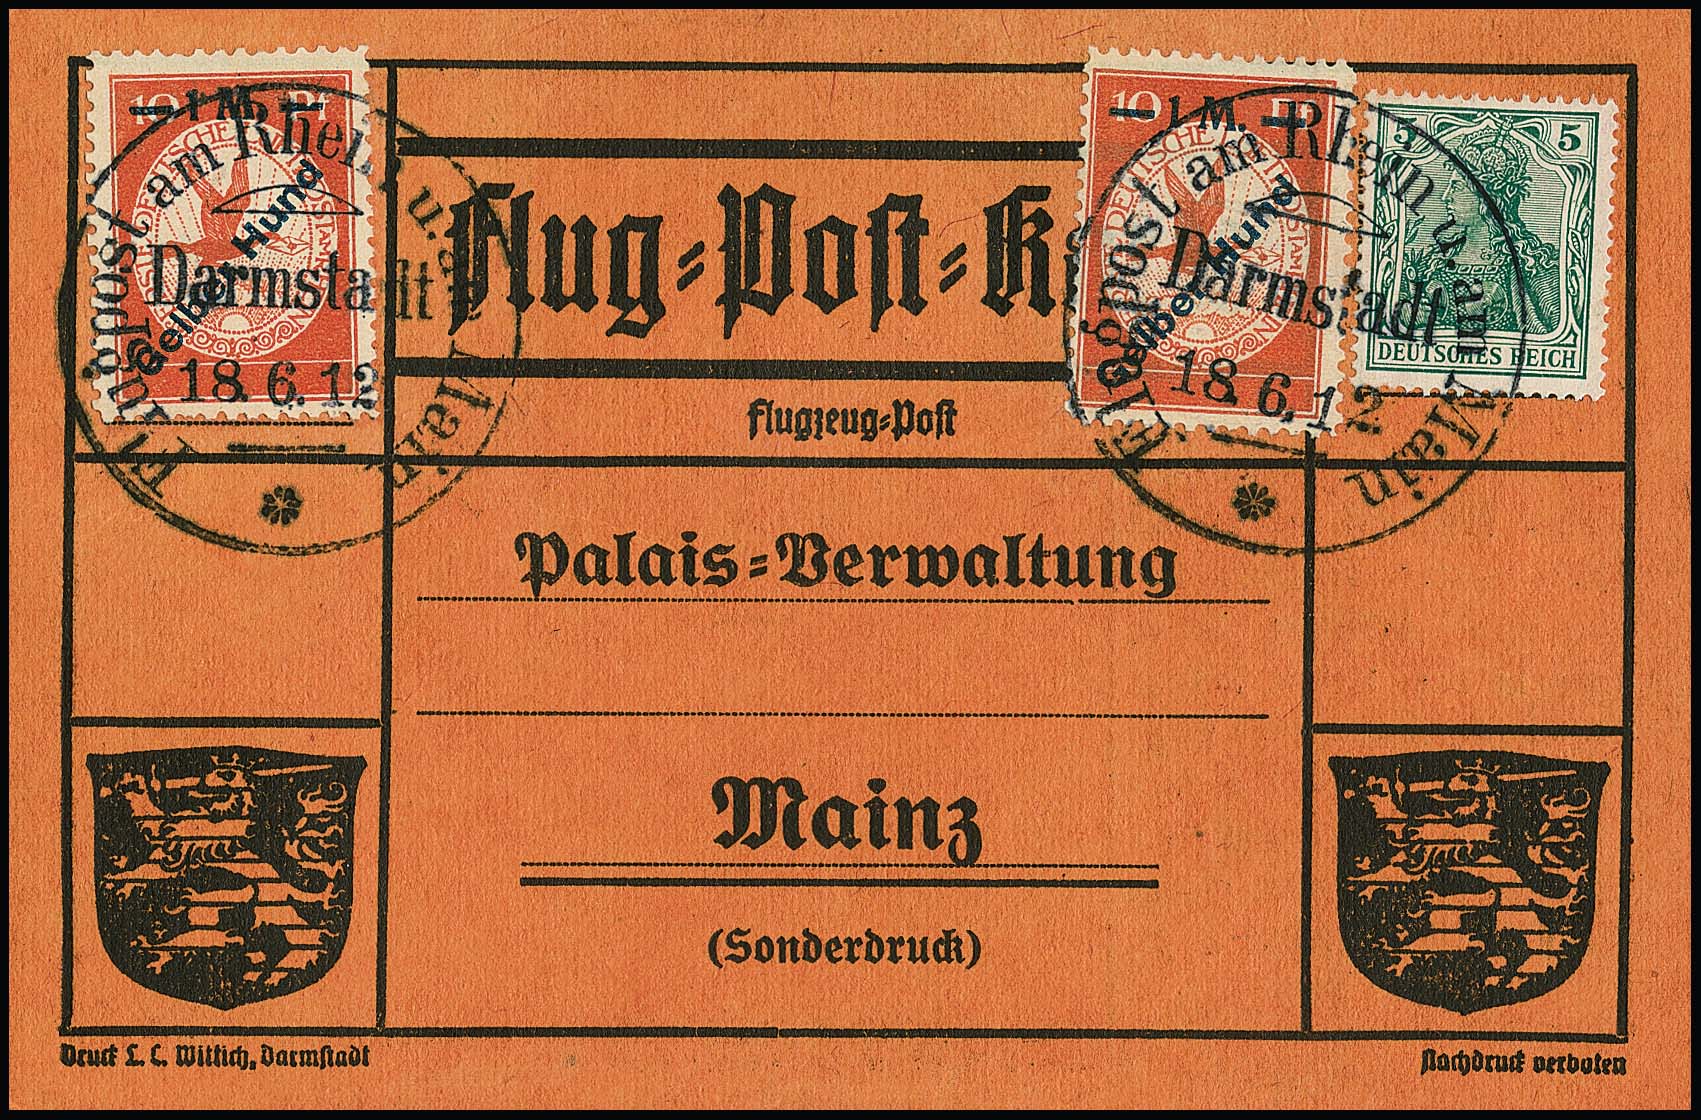 10 Pf
— 1 M. —
Gelber Hund
Flugpost am Rhein u. am Main
Darmstadt
18.6.12
10 Pf
— 1 M. —
Gelber Hund
Flugpost am Rhein u. am Main
Darmstadt
18.6.12
5 5
DEUTSCHES REICH
Flug-Post-K
Flugzeug-Post
Palais-Verwaltung
Mainz
(Sonderdruck)
Druck L. C. Wittich, Darmstadt
Nachdruck verboten